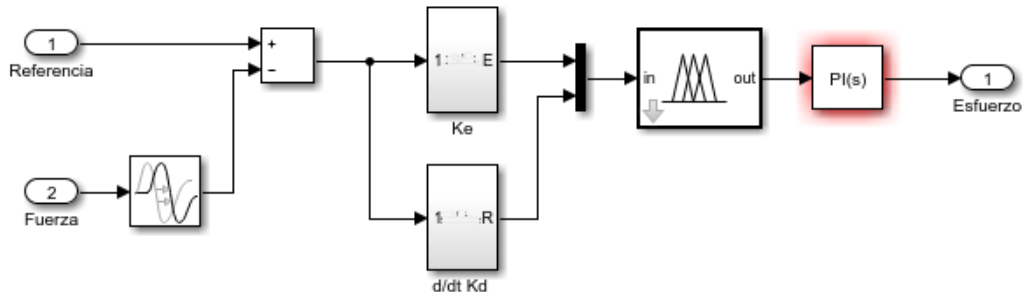 1
Referencia
+
−
2
Fuerza
E
Ke
R
d/dt Kd
in
out
PI(s)
1
Esfuerzo